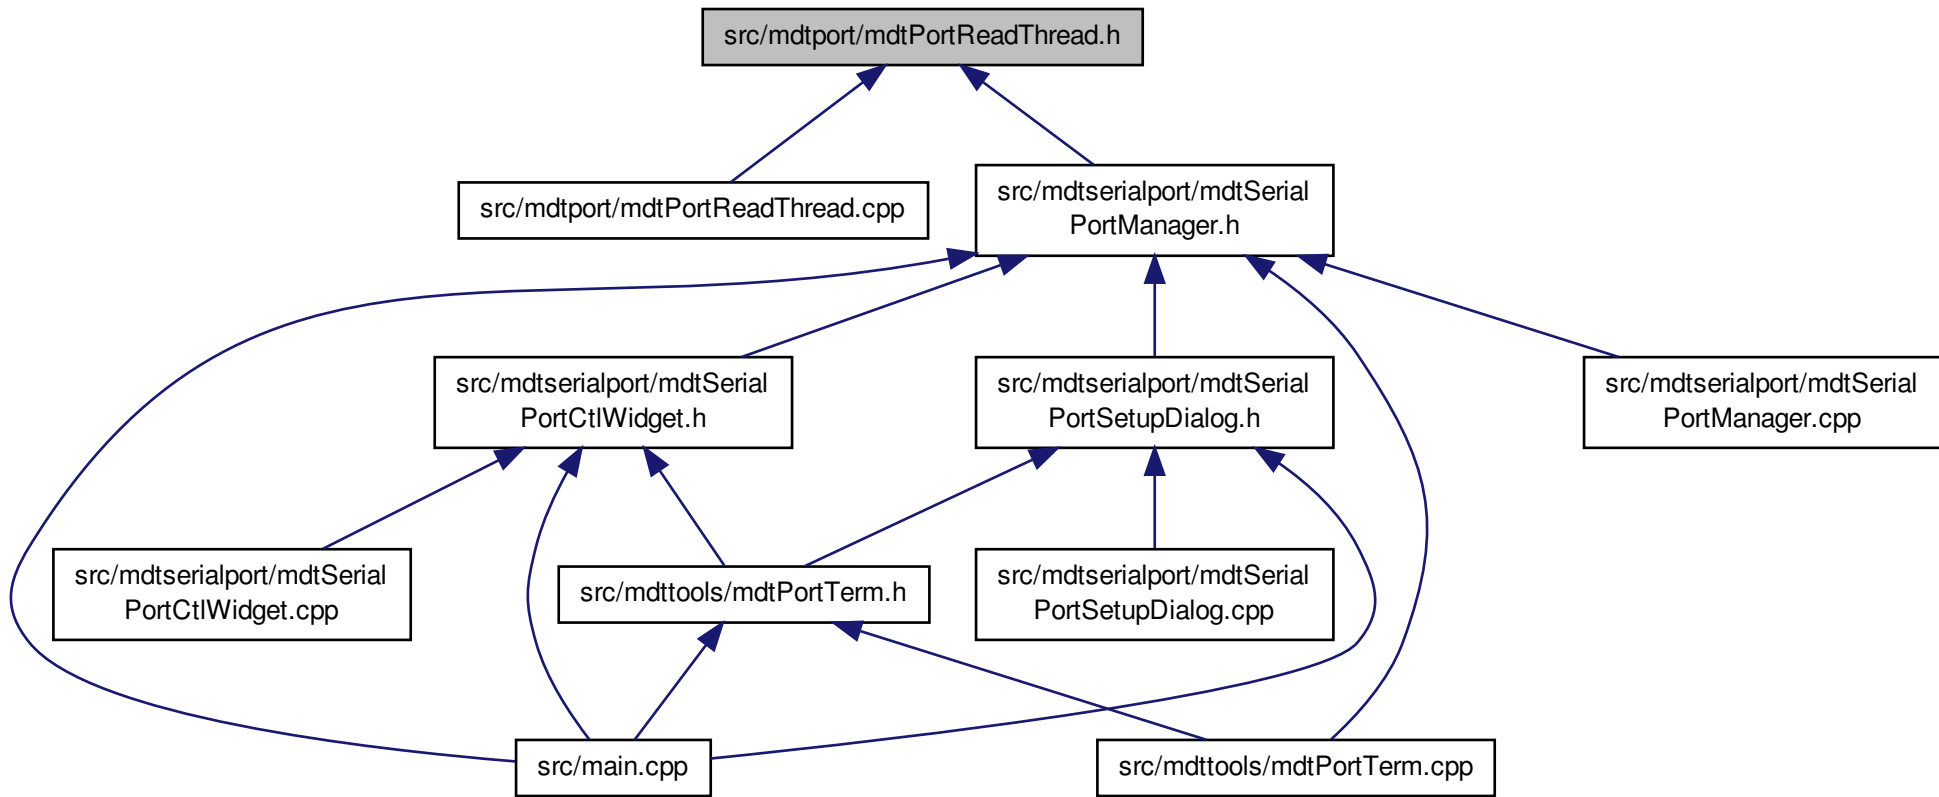 src/mdtport/mdtPortReadThread.h
src/mdtport/mdtPortReadThread.cpp
src/mdtserialport/mdtSerial
PortManager.h
src/mdtserialport/mdtSerial
PortCtlWidget.h
src/mdtserialport/mdtSerial
PortSetupDialog.h
src/mdtserialport/mdtSerial
PortManager.cpp
src/mdtserialport/mdtSerial
PortCtlWidget.cpp
src/mdttools/mdtPortTerm.h
src/mdtserialport/mdtSerial
PortSetupDialog.cpp
src/main.cpp
src/mdttools/mdtPortTerm.cpp